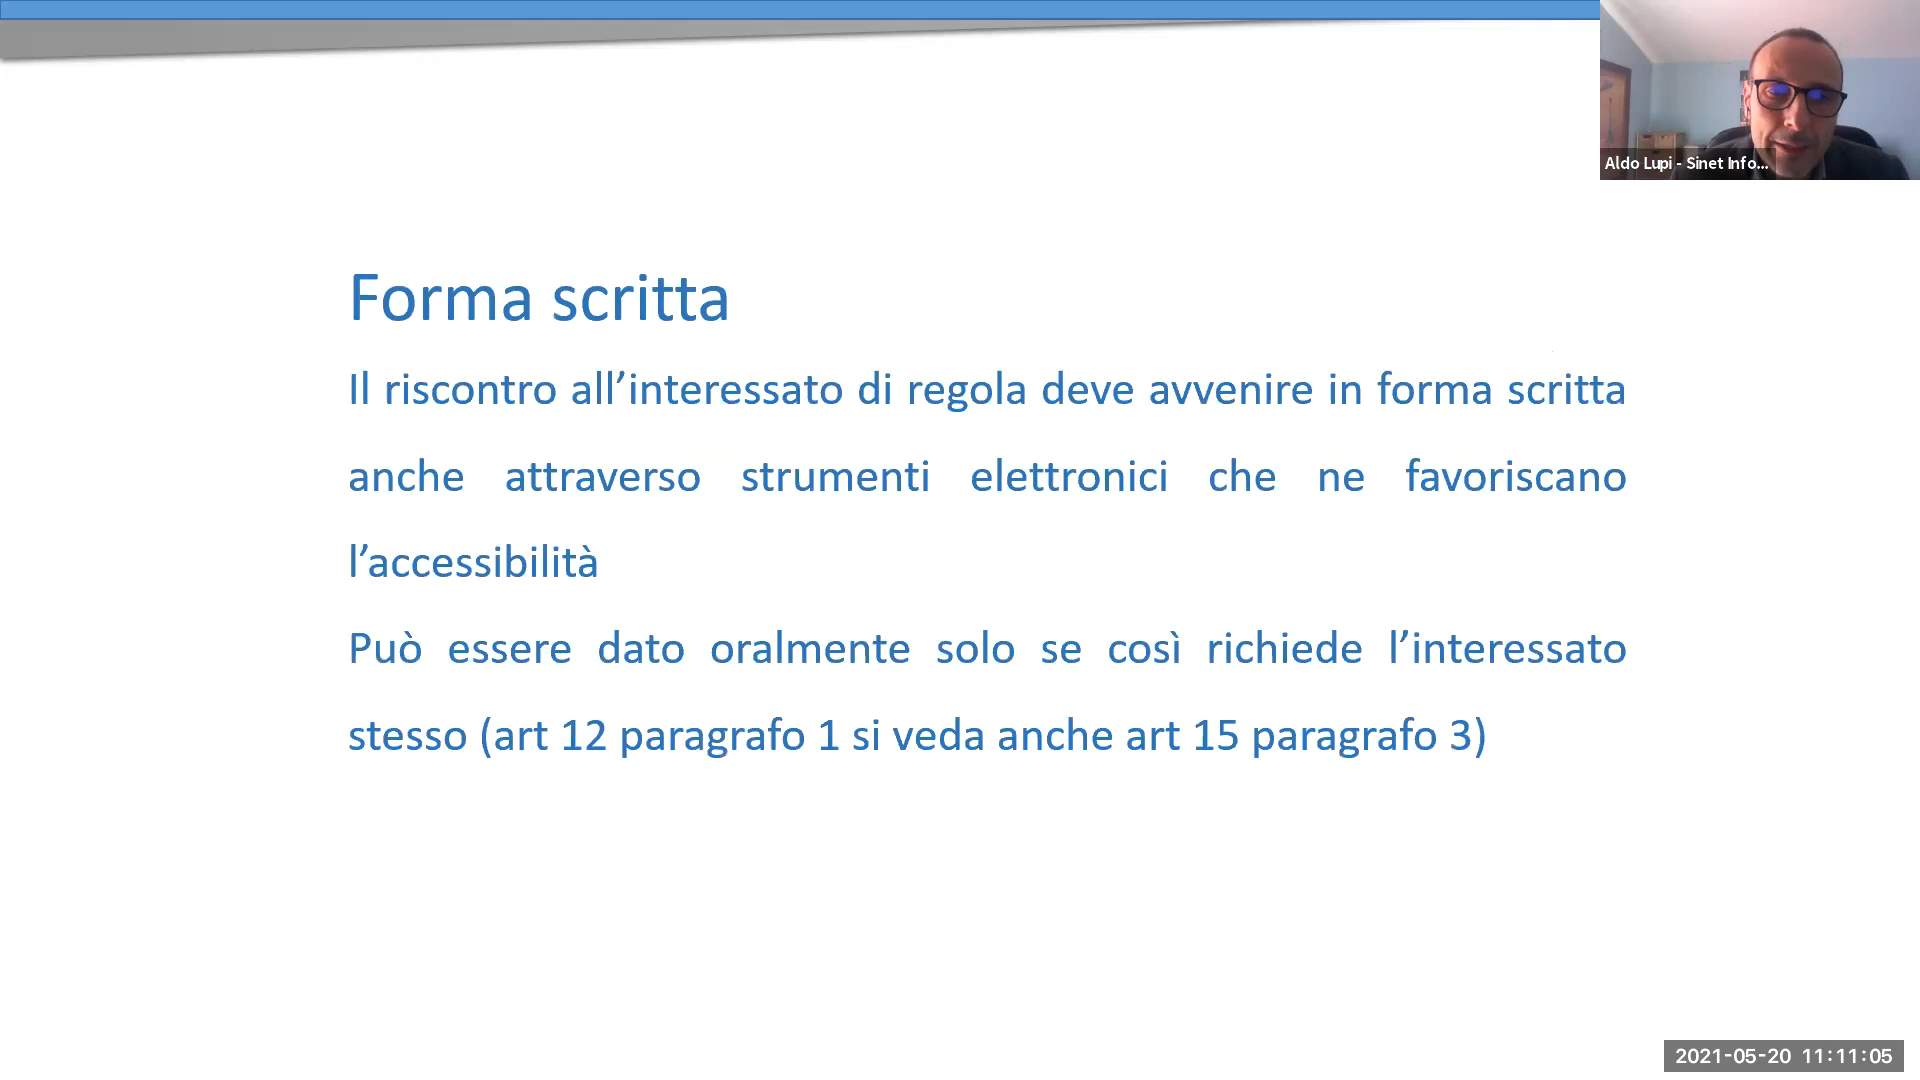 Aldo Lupi - Sinet Info...
Forma scritta
Il riscontro all’interessato di regola deve avvenire in forma scritta
anche attraverso strumenti elettronici che ne favoriscano
l’accessibilità
Può essere dato oralmente solo se così richiede l’interessato
stesso (art 12 paragrafo 1 si veda anche art 15 paragrafo 3)
2021-05-20 11:11:05